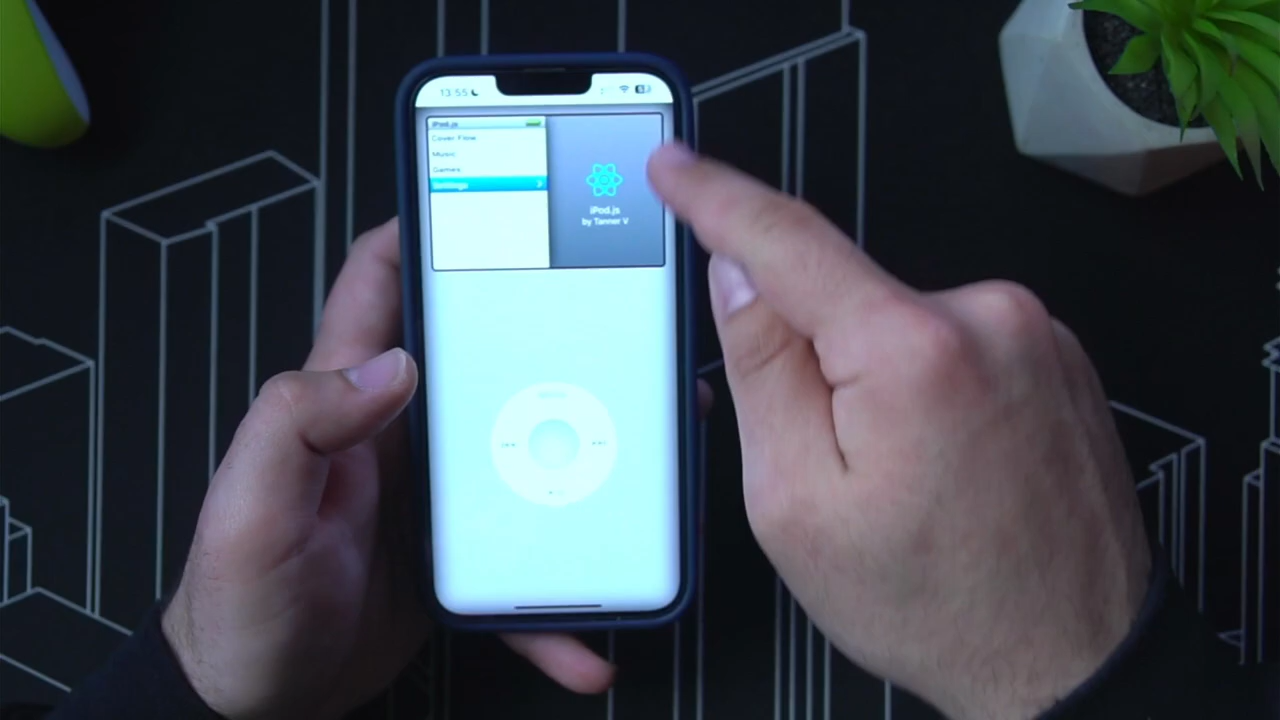 13:55
iPod.js
Cover Flow
Music
Games
Settings
iPod.js
by Tanner V